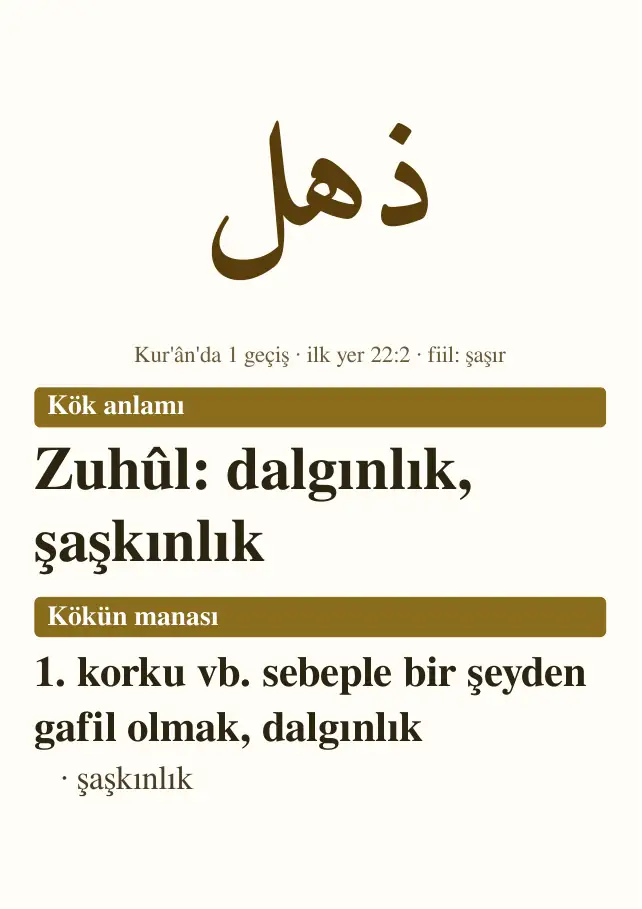 ذهل
Kur'ân'da 1 geçiş · ilk yer 22:2 · fiil: şaşır
Kök anlamı
Zuhûl: dalgınlık,
şaşkınlık
Kökün manası
1. korku vb. sebeple bir şeyden
gafil olmak, dalgınlık
· şaşkınlık